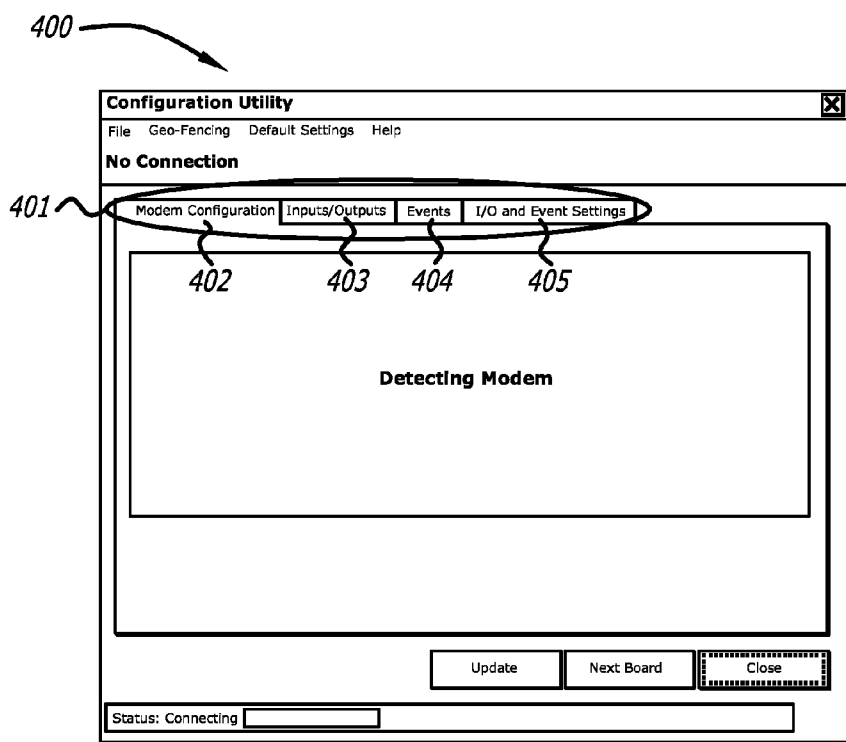 400
Configuration Utility
File Geo-Fencing Default Settings Help
No Connection
401
Modem Configuration Inputs/Outputs Events I/O and Event Settings
402 403 404 405
Detecting Modem
Update Next Board Close
Status: Connecting